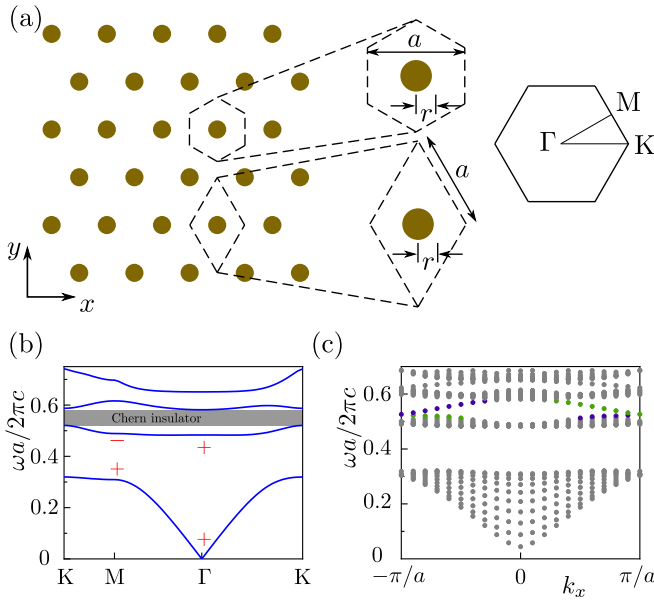 (a)
a
r
M
Γ
K
a
r
y
x
(b)
(c)
ωa/2πc
0.6
0.4
0.2
0
Chern insulator
−
+
+
+
K
M
Γ
K
ωa/2πc
0.6
0.4
0.2
0
−π/a
0
k_x
π/a